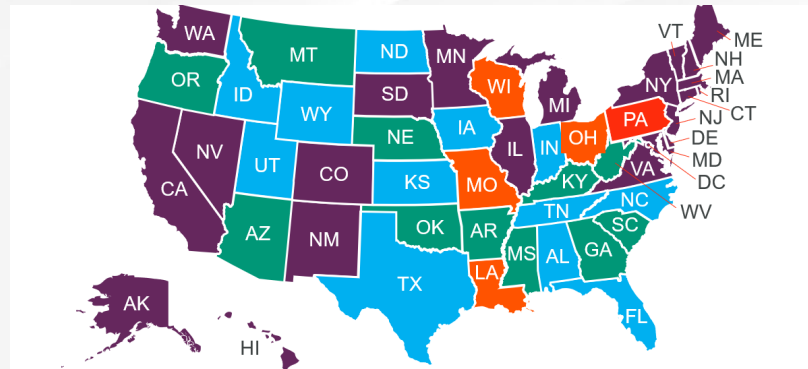 WA
VT
ME
MT
ND
MN
NH
OR
WI
MA
ID
SD
NY
RI
WY
MI
CT
PA
NJ
IA
NE
OH
DE
NV
IL
IN
MD
UT
CO
VA
DC
CA
KS
MO
KY
NC
WV
TN
OK
SC
AZ
AR
NM
GA
MS
AL
LA
TX
AK
FL
HI